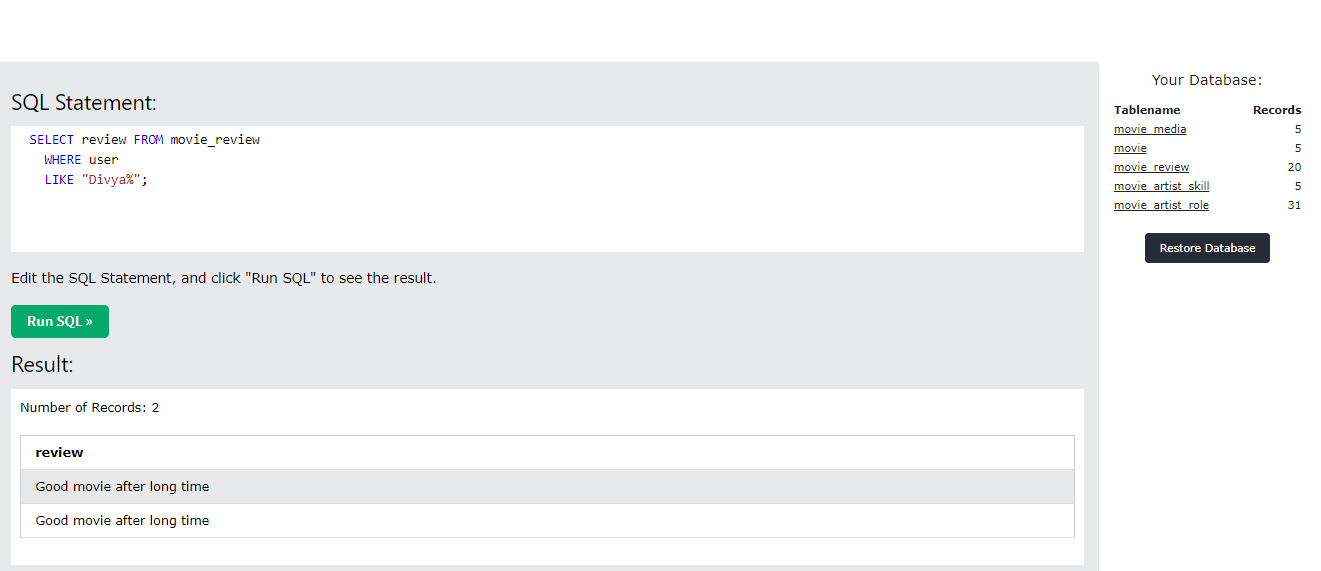 SQL Statement:
SELECT review FROM movie_review
WHERE user
LIKE "Divya%";
Edit the SQL Statement, and click "Run SQL" to see the result.
Run SQL »
Result:
Number of Records: 2
review
Good movie after long time
Good movie after long time
Your Database:
Tablename Records
movie_media 5
movie 5
movie_review 20
movie_artist_skill 5
movie_artist_role 31
Restore Database